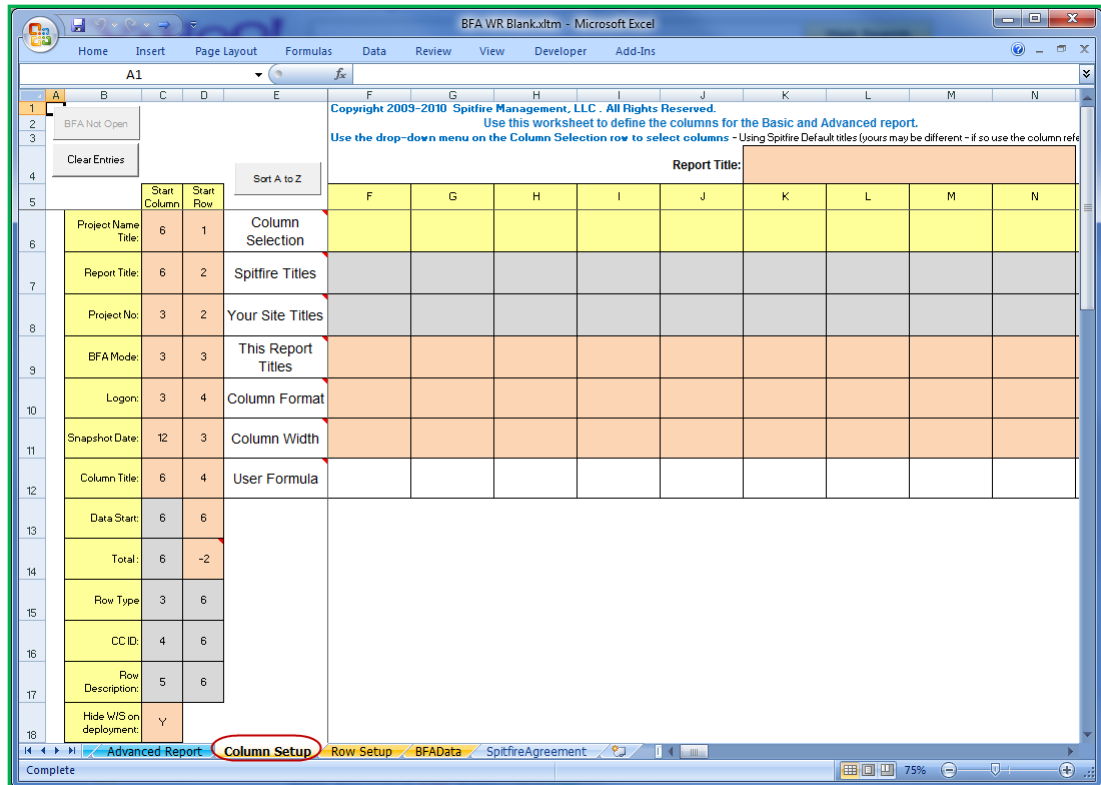 BFA WR Blank.xltm - Microsoft Excel
Home Insert Page Layout Formulas Data Review View Developer Add-Ins
A1 fx
A B C D E F G H I J K L M N
1 Copyright 2009-2010 Spitfire Management, LLC . All Rights Reserved.
BFA Not Open
2 Use this worksheet to define the columns for the Basic and Advanced report.
3 Use the drop-down menu on the Column Selection row to select columns - Using Spitfire Default titles (yours may be different - if so use the column refe
Clear Entries
4 Sort A to Z Report Title:
5 Start Column Start Row F G H I J K L M N
6 Project Name Title: 6 1 Column Selection
7 Report Title: 6 2 Spitfire Titles
8 Project No: 3 2 Your Site Titles
9 BFA Mode: 3 3 This Report Titles
10 Logon: 3 4 Column Format
11 Snapshot Date: 12 3 Column Width
12 Column Title: 6 4 User Formula
13 Data Start: 6 6
14 Total : 6 -2
15 Row Type 3 6
16 CC ID: 4 6
17 Row Description: 5 6
18 Hide W/S on deployment: Y
Advanced Report Column Setup Row Setup BFAData SpitfireAgreement
Complete 75%